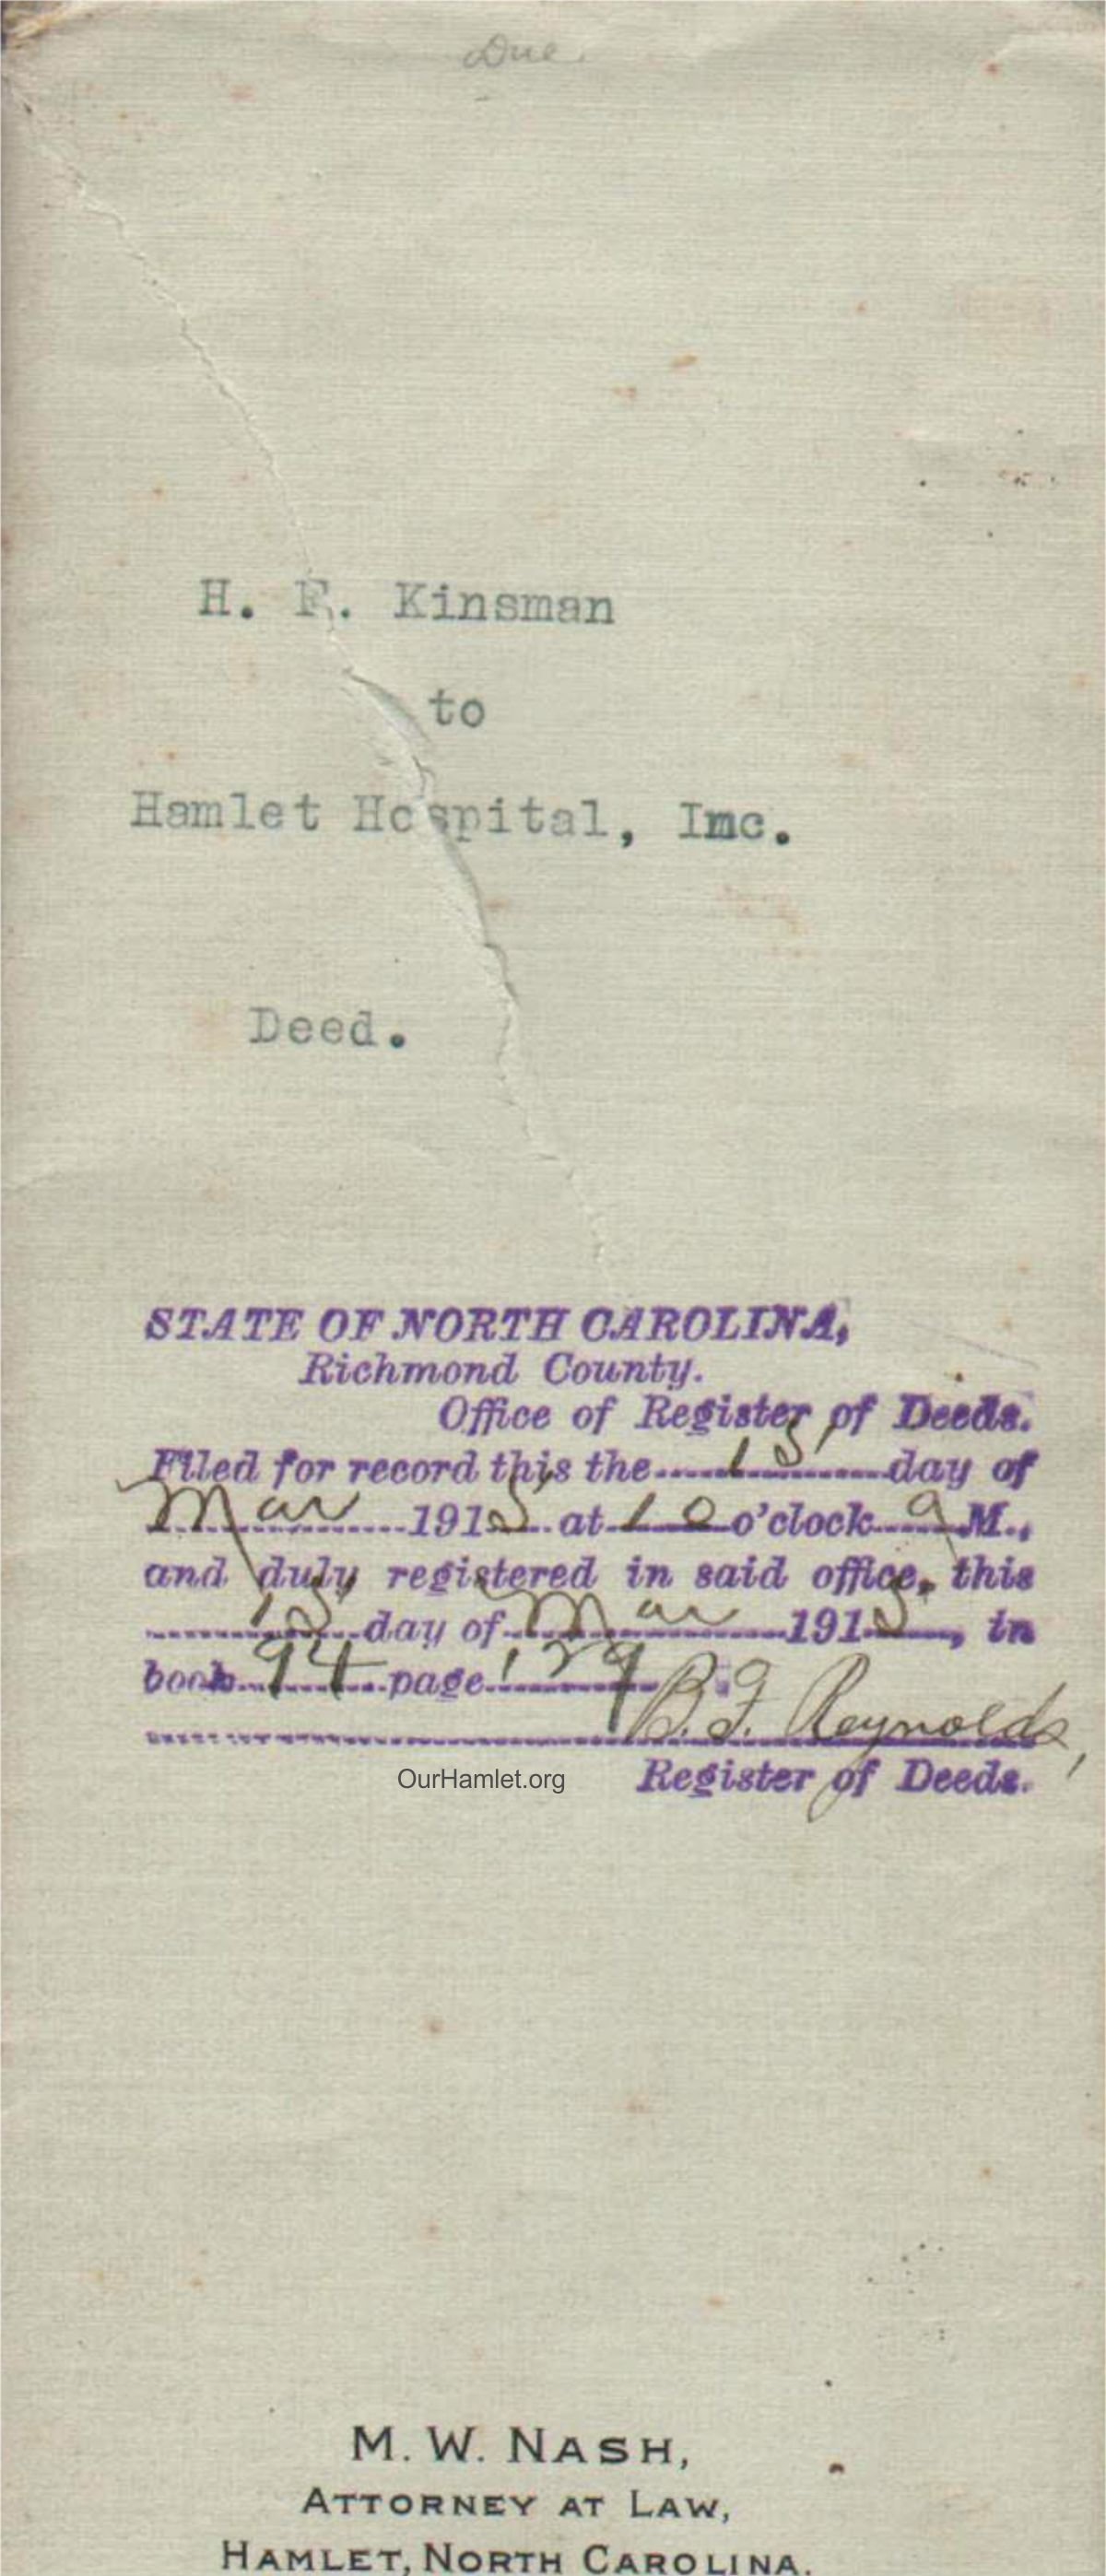 Due.
H. F. Kinsman
to
Hamlet Hospital, Inc.
Deed.
STATE OF NORTH CAROLINA,
Richmond County.
Office of Register of Deeds.
Filed for record this the 15 day of
Mar 1915 at 10 o'clock a M.,
and duly registered in said office, this
15 day of Mar 1915, in
book 94 page
B. F. Reynolds,
OurHamlet.org
Register of Deeds.
M. W. NASH,
ATTORNEY AT LAW,
HAMLET, NORTH CAROLINA.